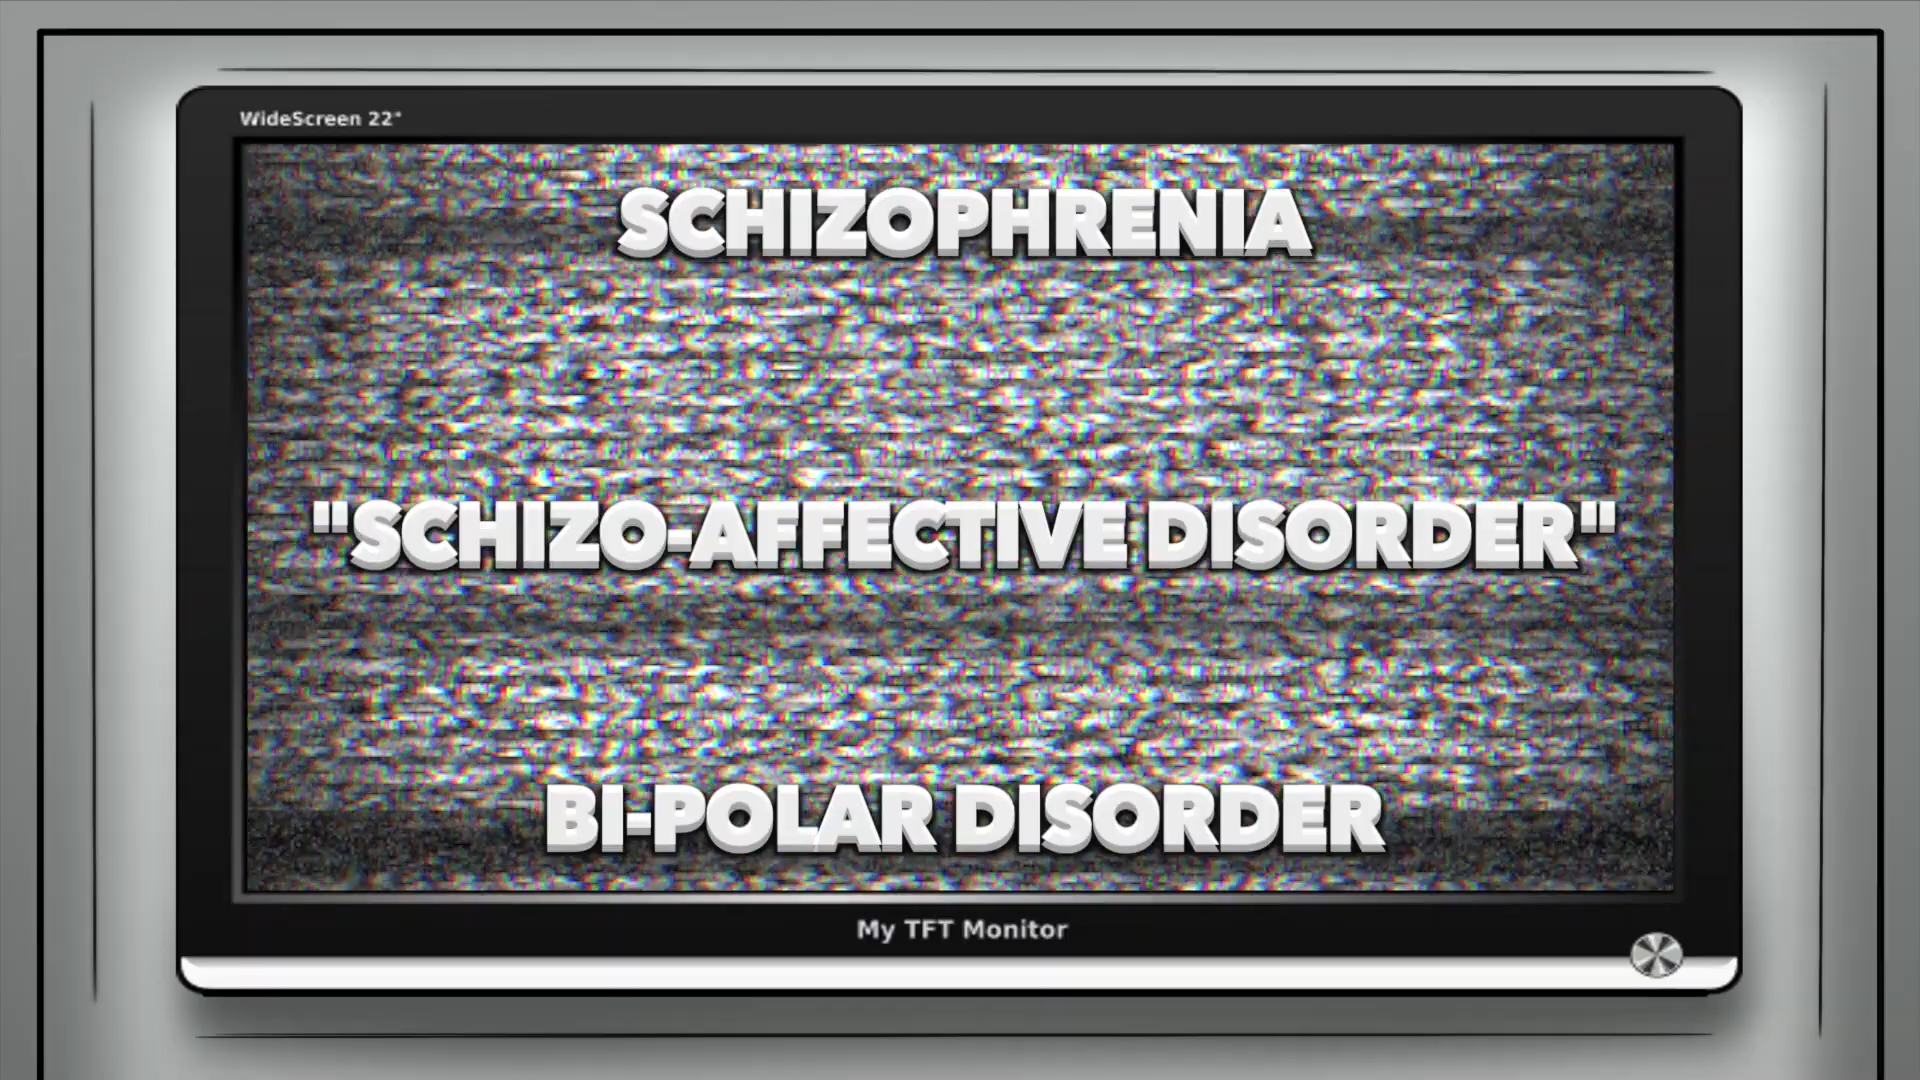 WideScreen 22"
SCHIZOPHRENIA
"SCHIZO-AFFECTIVE DISORDER"
BI-POLAR DISORDER
My TFT Monitor